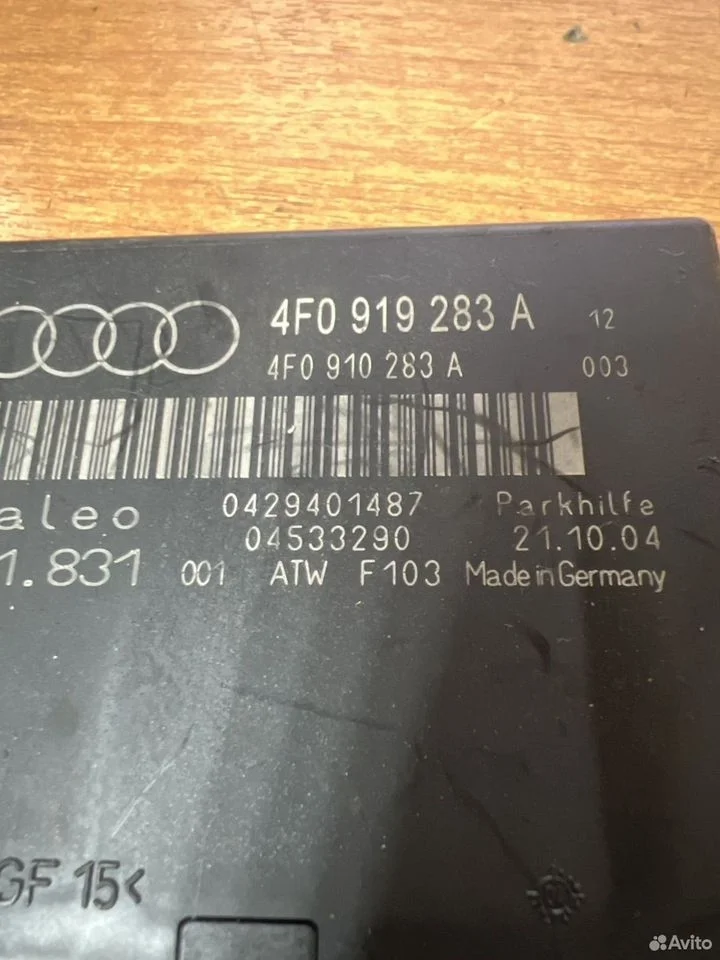 4F0 919 283 A 12
4F0 910 283 A 003
aleo 0429401487 Parkhilfe
04533290 21.10.04
1.831 001 ATW F103 Made in Germany
GF 15<
Avito